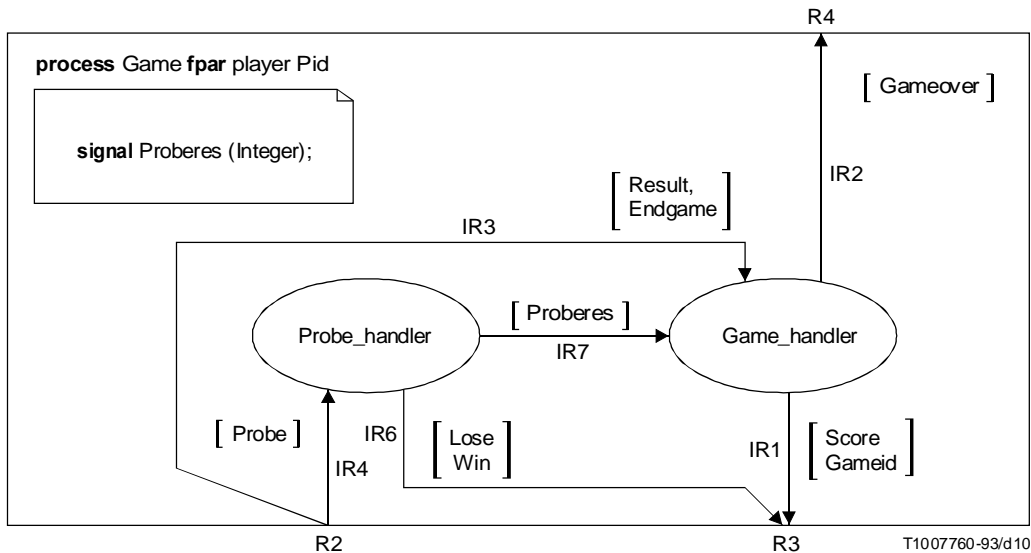 R4
process Game fpar player Pid
signal Proberes (Integer);
[ Gameover ]
IR2
[ Result,
Endgame ]
IR3
Probe_handler
[ Proberes ]
IR7
Game_handler
[ Probe ]
IR4
IR6
[ Lose
Win ]
IR1
[ Score
Gameid ]
R2
R3
T1007760-93/d10